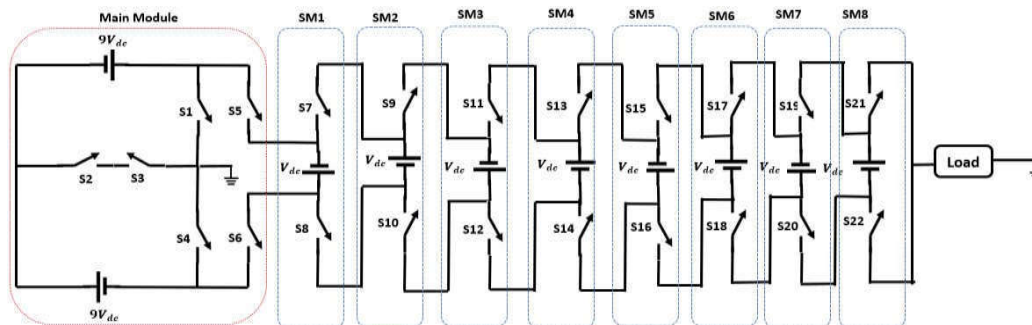 Main Module
SM1
SM2
SM3
SM4
SM5
SM6
SM7
SM8
9V_dc
S1
S5
S7
S9
S11
S13
S15
S17
S19
S21
S2
S3
V_dc
V_dc
V_dc
V_dc
V_dc
V_dc
V_dc
V_dc
Load
S4
S6
S8
S10
S12
S14
S16
S18
S20
S22
9V_dc